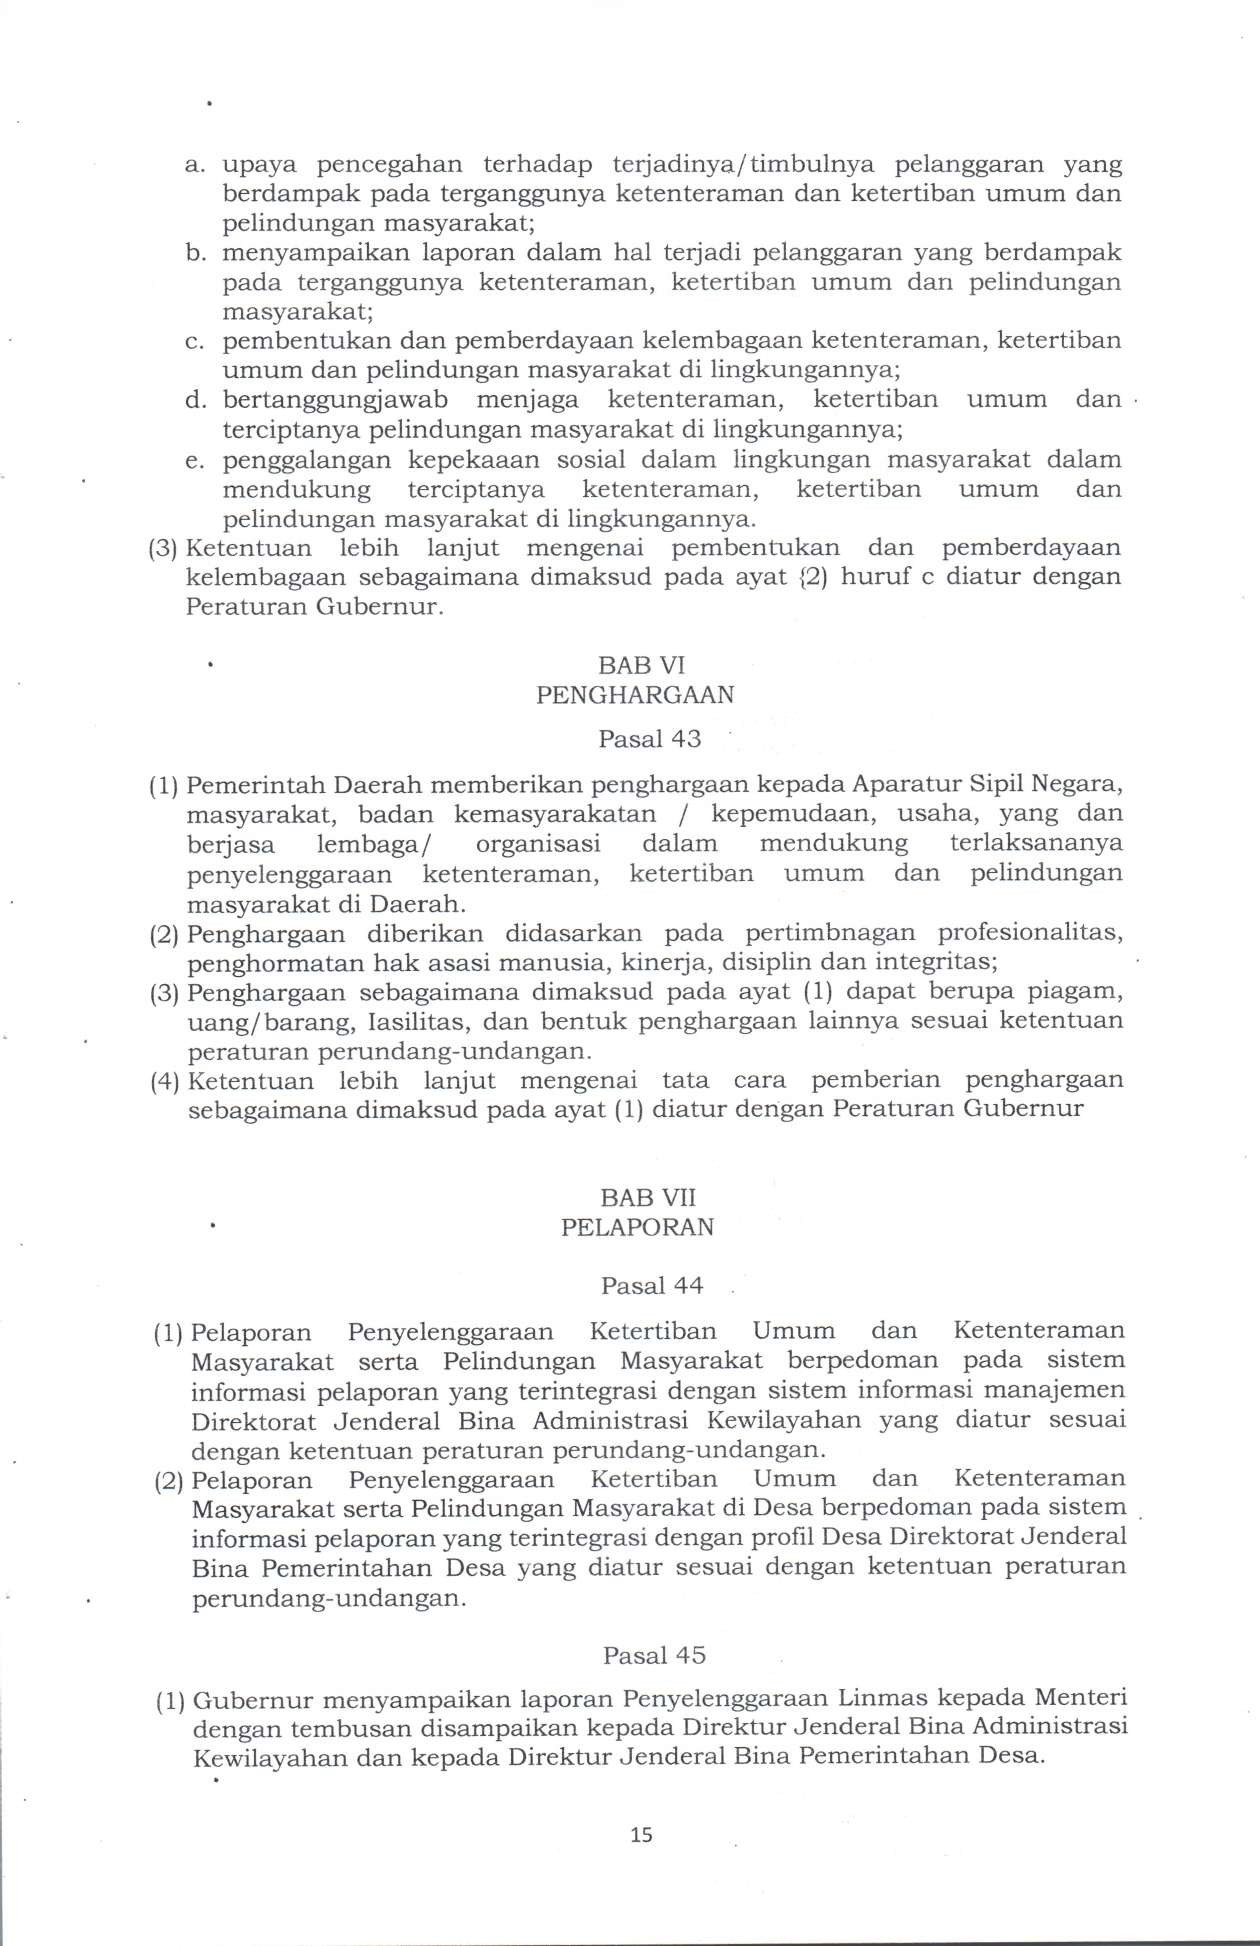 a. upaya pencegahan terhadap terjadinya/timbulnya pelanggaran yang
berdampak pada terganggunya ketenteraman dan ketertiban umum dan
pelindungan masyarakat;
b. menyampaikan laporan dalam hal terjadi pelanggaran yang berdampak
pada terganggunya ketenteraman, ketertiban umum dan pelindungan
masyarakat;
c. pembentukan dan pemberdayaan kelembagaan ketenteraman, ketertiban
umum dan pelindungan masyarakat di lingkungannya;
d. bertanggungjawab menjaga ketenteraman, ketertiban umum dan
terciptanya pelindungan masyarakat di lingkungannya;
e. penggalangan kepekaaan sosial dalam lingkungan masyarakat dalam
mendukung terciptanya ketenteraman, ketertiban umum dan
pelindungan masyarakat di lingkungannya.
(3) Ketentuan lebih lanjut mengenai pembentukan dan pemberdayaan
kelembagaan sebagaimana dimaksud pada ayat {2) huruf c diatur dengan
Peraturan Gubernur.
BAB VI
PENGHARGAAN
Pasal 43
(1) Pemerintah Daerah memberikan penghargaan kepada Aparatur Sipil Negara,
masyarakat, badan kemasyarakatan / kepemudaan, usaha, yang dan
berjasa lembaga/ organisasi dalam mendukung terlaksananya
penyelenggaraan ketenteraman, ketertiban umum dan pelindungan
masyarakat di Daerah.
(2) Penghargaan diberikan didasarkan pada pertimbnagan profesionalitas,
penghormatan hak asasi manusia, kinerja, disiplin dan integritas;
(3) Penghargaan sebagaimana dimaksud pada ayat (1) dapat berupa piagam,
uang/barang, Iasilitas, dan bentuk penghargaan lainnya sesuai ketentuan
peraturan perundang-undangan.
(4) Ketentuan lebih lanjut mengenai tata cara pemberian penghargaan
sebagaimana dimaksud pada ayat (1) diatur dengan Peraturan Gubernur
BAB VII
PELAPORAN
Pasal 44
(1) Pelaporan Penyelenggaraan Ketertiban Umum dan Ketenteraman
Masyarakat serta Pelindungan Masyarakat berpedoman pada sistem
informasi pelaporan yang terintegrasi dengan sistem informasi manajemen
Direktorat Jenderal Bina Administrasi Kewilayahan yang diatur sesuai
dengan ketentuan peraturan perundang-undangan.
(2) Pelaporan Penyelenggaraan Ketertiban Umum dan Ketenteraman
Masyarakat serta Pelindungan Masyarakat di Desa berpedoman pada sistem
informasi pelaporan yang terintegrasi dengan profil Desa Direktorat Jenderal
Bina Pemerintahan Desa yang diatur sesuai dengan ketentuan peraturan
perundang-undangan.
Pasal 45
(1) Gubernur menyampaikan laporan Penyelenggaraan Linmas kepada Menteri
dengan tembusan disampaikan kepada Direktur Jenderal Bina Administrasi
Kewilayahan dan kepada Direktur Jenderal Bina Pemerintahan Desa.
15